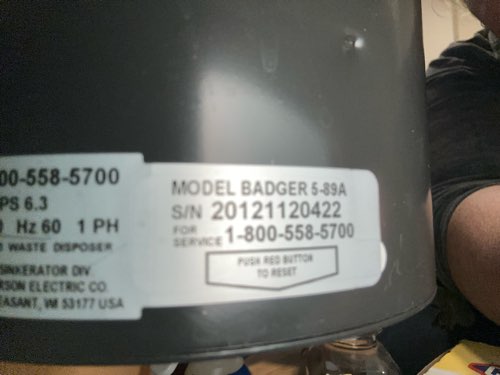 00-558-5700
PS 6.3
Hz 60 1 PH
WASTE DISPOSER
SINKERATOR DIV.
RSON ELECTRIC CO.
EASANT, WI 53177 USA
MODEL BADGER 5-89A
S/N 20121120422
FOR SERVICE 1-800-558-5700
PUSH RED BUTTON
TO RESET